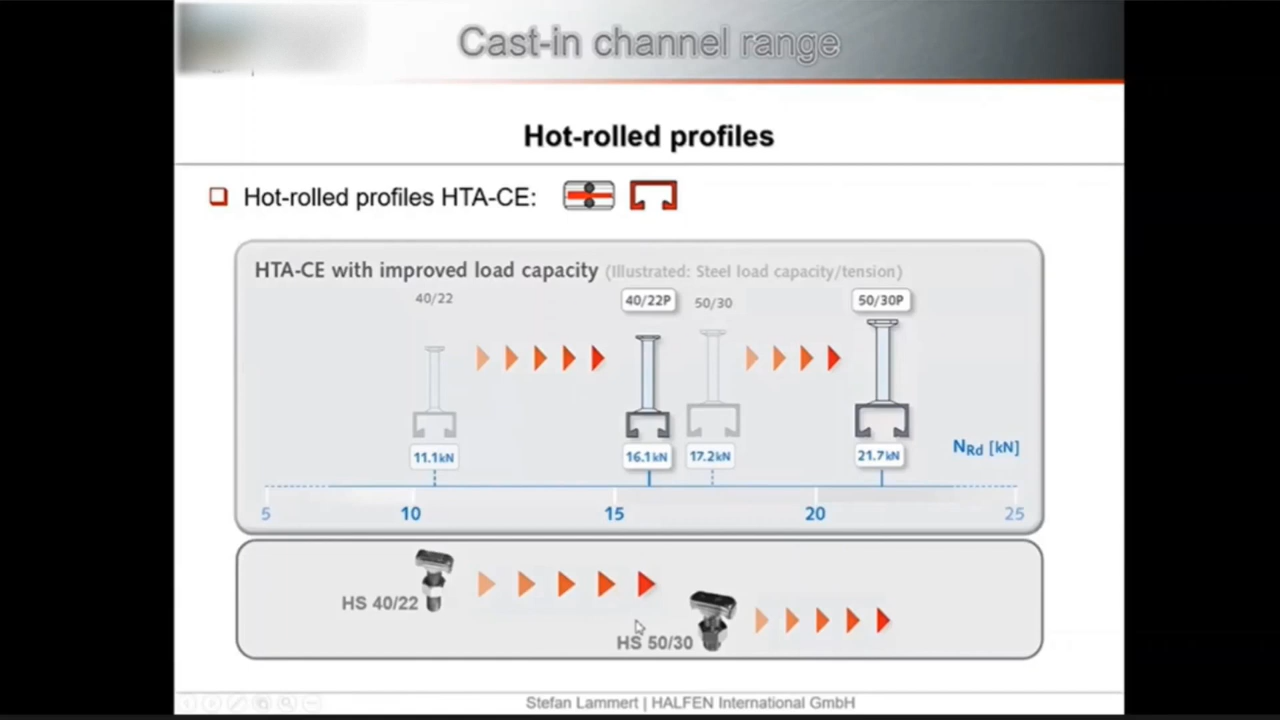 Cast-in channel range
Hot-rolled profiles
Hot-rolled profiles HTA-CE:
HTA-CE with improved load capacity (Illustrated: Steel load capacity/tension)
40/22 40/22P 50/30 50/30P
NRd [kN]
11.1kN 16.1kN 17.2kN 21.7kN
5 10 15 20 25
HS 40/22
HS 50/30
Stefan Lammert | HALFEN International GmbH